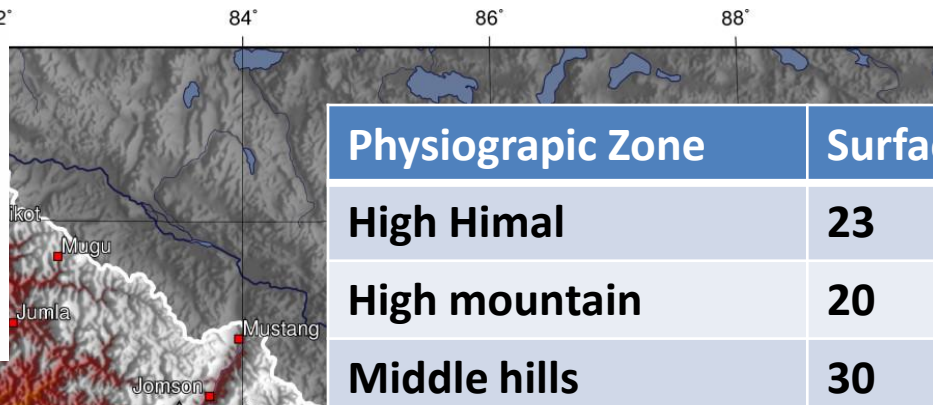 84° 86° 88°
Physiograpic Zone
High Himal 23
High mountain 20
Middle hills 30
Mugu
Jumla
Mustang
Jomson